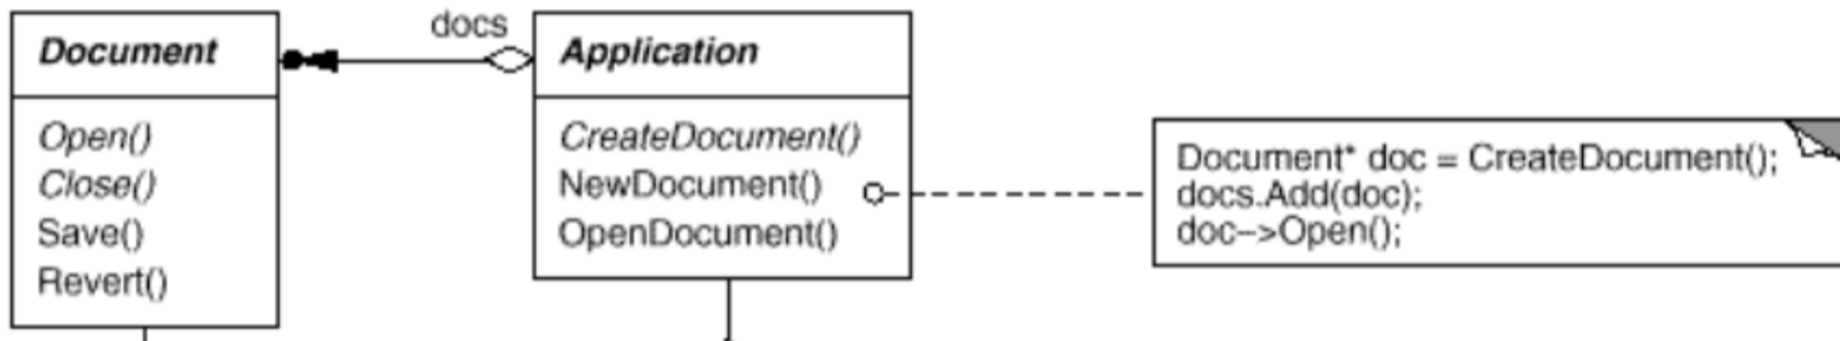 docs
Document
Open()
Close()
Save()
Revert()
Application
CreateDocument()
NewDocument()
OpenDocument()
Document* doc = CreateDocument();
docs.Add(doc);
doc–>Open();